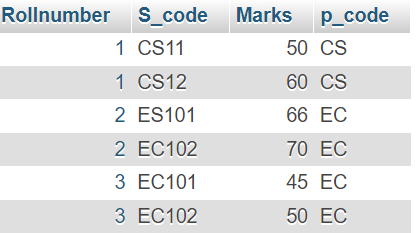 Rollnumber S_code Marks p_code
1 CS11 50 CS
1 CS12 60 CS
2 ES101 66 EC
2 EC102 70 EC
3 EC101 45 EC
3 EC102 50 EC